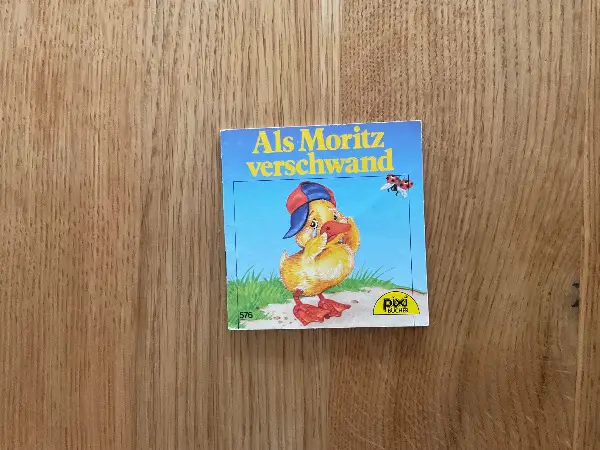 Als Moritz
verschwand
576
pixi
BÜCHER